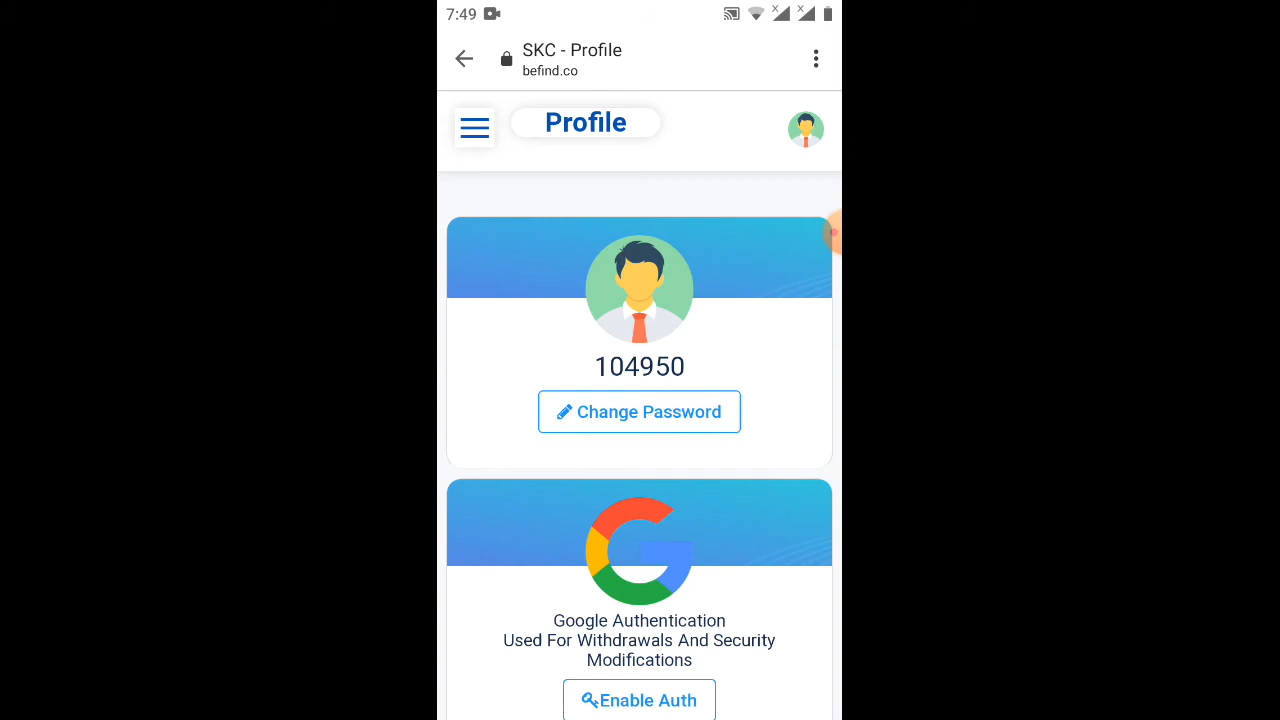 7:49
SKC - Profile
befind.co
Profile
104950
Change Password
Google Authentication
Used For Withdrawals And Security
Modifications
Enable Auth